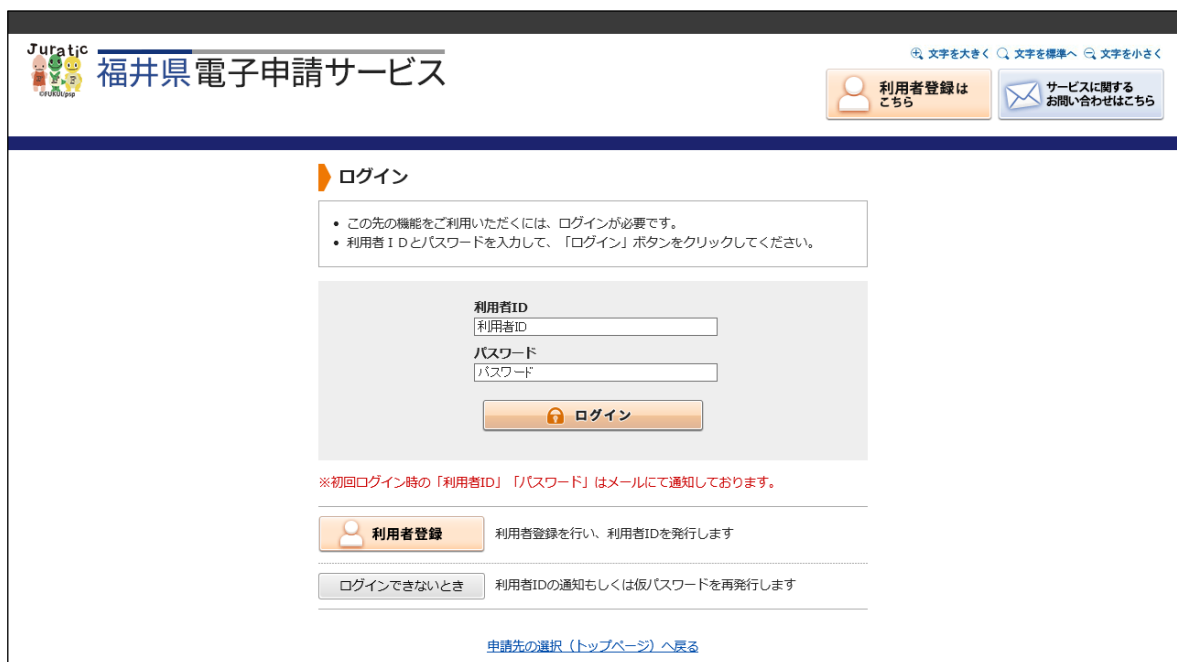 Juratic
©FUKUI/pip
福井県電子申請サービス
文字を大きく 文字を標準へ 文字を小さく
利用者登録は
こちら
サービスに関する
お問い合わせはこちら
ログイン
• この先の機能をご利用いただくには、ログインが必要です。
• 利用者ＩＤとパスワードを入力して、「ログイン」ボタンをクリックしてください。
利用者ID
利用者ID
パスワード
パスワード
ログイン
※初回ログイン時の「利用者ID」「パスワード」はメールにて通知しております。
利用者登録 利用者登録を行い、利用者IDを発行します
ログインできないとき 利用者IDの通知もしくは仮パスワードを再発行します
申請先の選択（トップページ）へ戻る